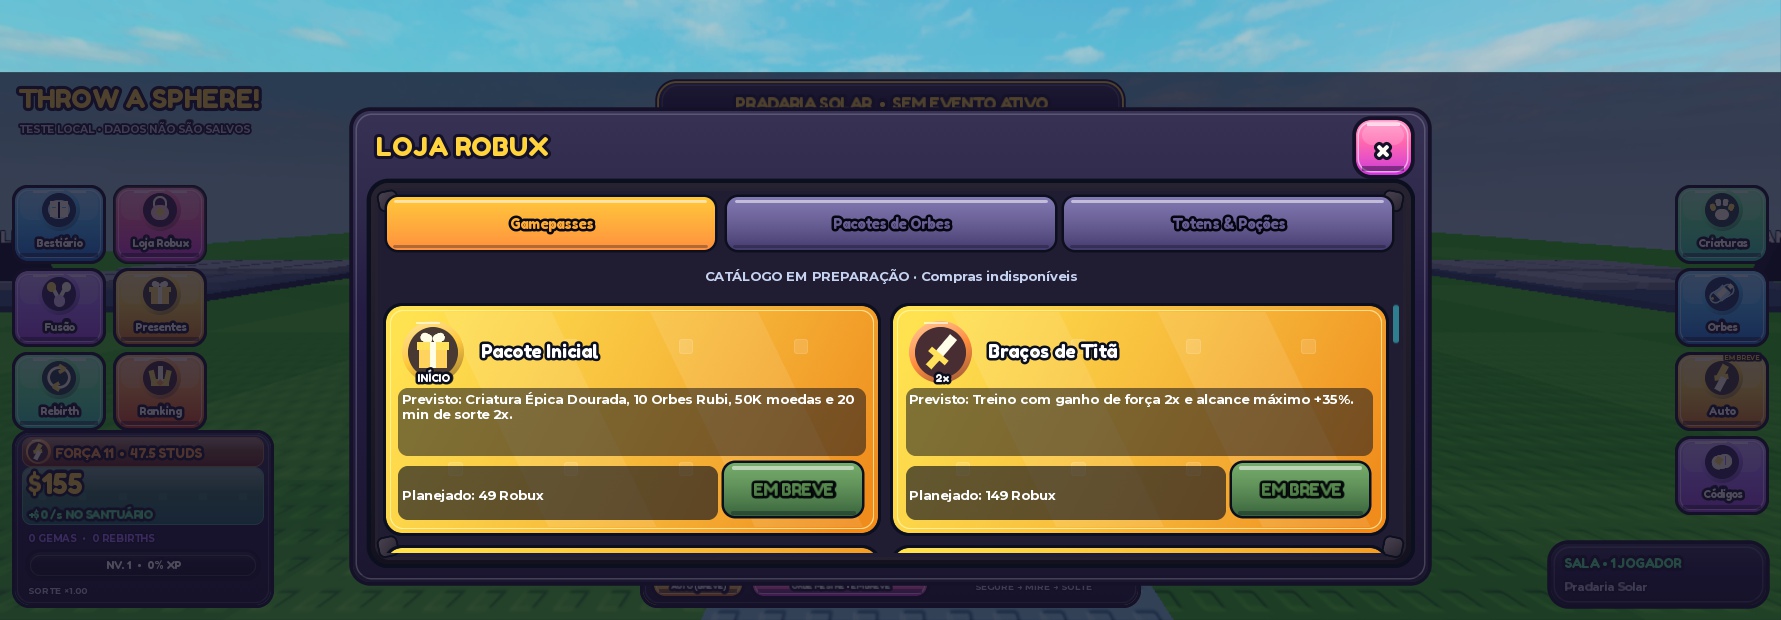 THROW A SPHERE!
TESTE LOCAL • DADOS NÃO SÃO SALVOS
PRADARIA SOLAR • SEM EVENTO ATIVO
LOJA ROBUX
Gamepasses
Pacotes de Orbes
Totens & Poções
CATÁLOGO EM PREPARAÇÃO · Compras indisponíveis
Pacote Inicial
INÍCIO
Previsto: Criatura Épica Dourada, 10 Orbes Rubi, 50K moedas e 20
min de sorte 2x.
Planejado: 49 Robux
EM BREVE
Braços de Titã
2x
Previsto: Treino com ganho de força 2x e alcance máximo +35%.
Planejado: 149 Robux
EM BREVE
Bestiário
Loja Robux
Fusão
Presentes
Rebirth
Ranking
FORÇA 11 • 47.5 STUDS
$155
+$0/s NO SANTUÁRIO
0 GEMAS • 0 REBIRTHS
NV. 1 • 0% XP
SORTE ×1.00
Criaturas
Orbes
EM BREVE
Auto
Códigos
SEGURE → MIRE → SOLTE
SALA • 1 JOGADOR
Pradaria Solar